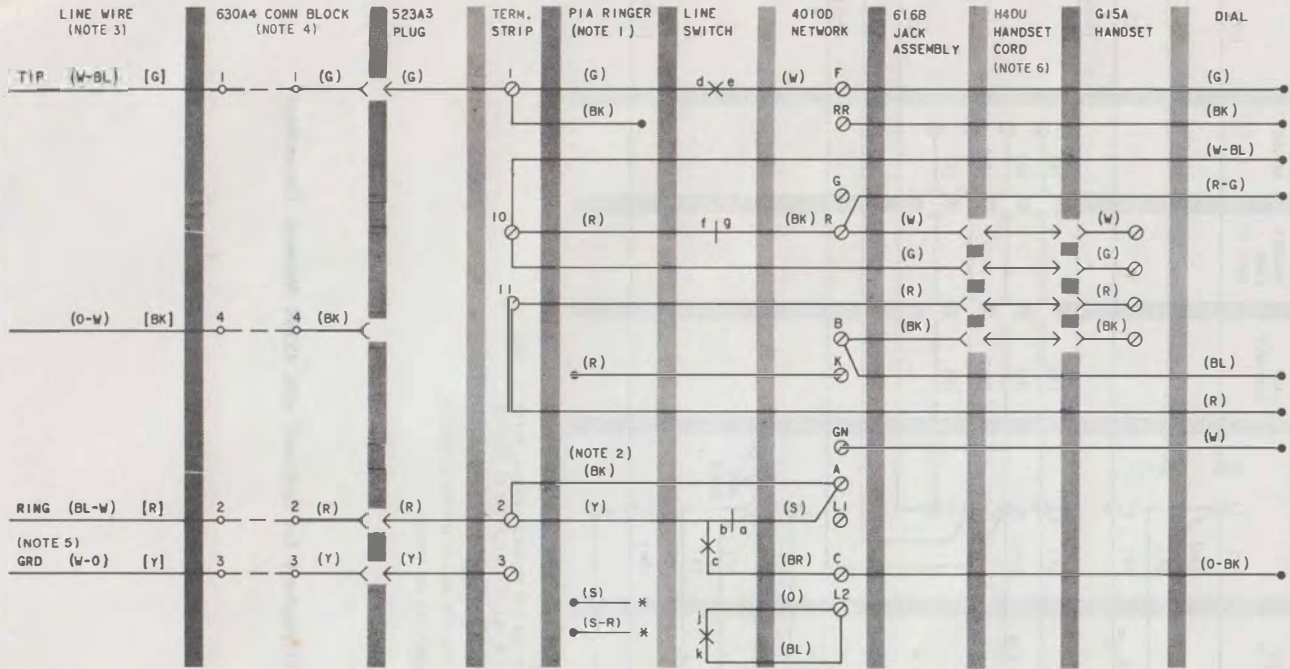 LINE WIRE (NOTE 3)
630A4 CONN BLOCK (NOTE 4)
523A3 PLUG
TERM. STRIP
PIA RINGER (NOTE 1)
LINE SWITCH
4010D NETWORK
616B JACK ASSEMBLY
H4DU HANDSET CORD (NOTE 6)
G15A HANDSET
DIAL
TIP (W-BL) [G] 1 1 (G) (G) 1 (G) d e (W) F (G)
(BK) RR (BK)
(W-BL)
G (R-G)
10 (R) f g (BK) R (W) (W)
(G) (G)
11 (R) (R)
(O-W) [BK] 4 4 (BK) B (BK) (BK)
(R) K (BL)
(R)
GN (W)
(NOTE 2)
(BK) A
RING (BL-W) [R] 2 2 (R) (R) 2 (Y) b a (S) L1
(NOTE 5)
GRD (W-O) [Y] 3 3 (Y) (Y) 3 c (BR) C (O-BK)
(S) * (O) L2
j
(S-R) *
k (BL)